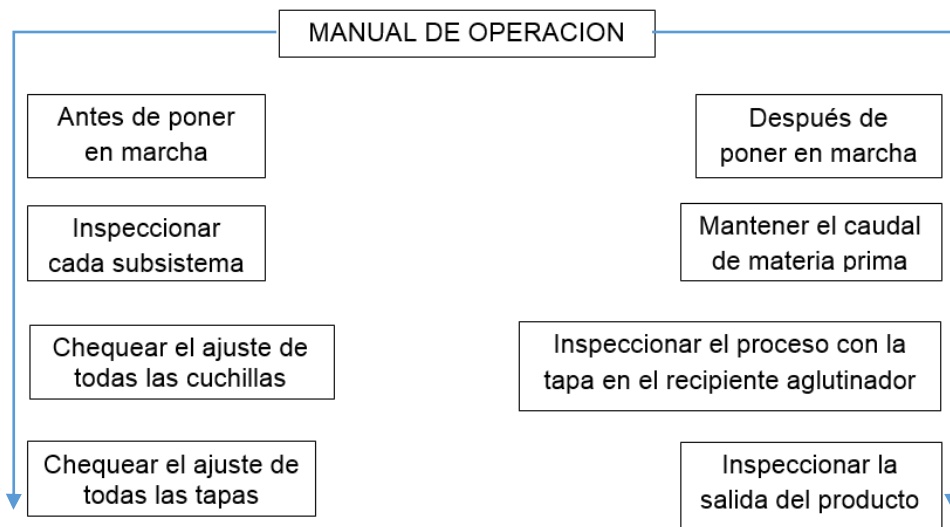 MANUAL DE OPERACION
Antes de poner
en marcha
Inspeccionar
cada subsistema
Chequear el ajuste de
todas las cuchillas
Chequear el ajuste de
todas las tapas
Después de
poner en marcha
Mantener el caudal
de materia prima
Inspeccionar el proceso con la
tapa en el recipiente aglutinador
Inspeccionar la
salida del producto